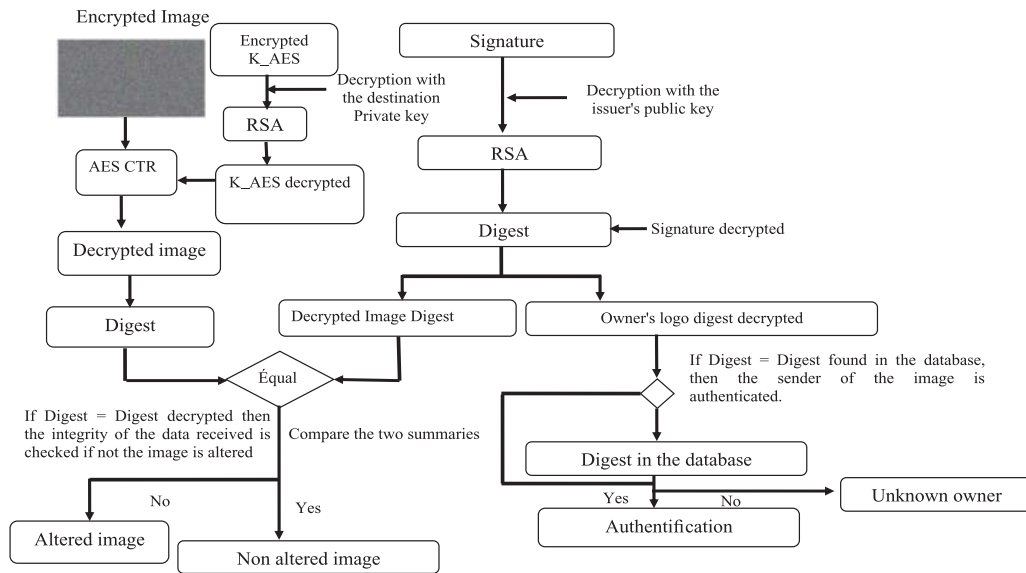 Encrypted Image
Encrypted
K_AES
Decryption with
the destination
Private key
RSA
AES CTR
K_AES decrypted
Decrypted image
Digest
Signature
Decryption with the
issuer's public key
RSA
Digest
Signature decrypted
Decrypted Image Digest
Owner's logo digest decrypted
Équal
If Digest = Digest decrypted then
the integrity of the data received is
checked if not the image is altered
Compare the two summaries
No
Yes
Altered image
Non altered image
If Digest = Digest found in the database,
then the sender of the image is
authenticated.
Digest in the database
Yes
No
Unknown owner
Authentification